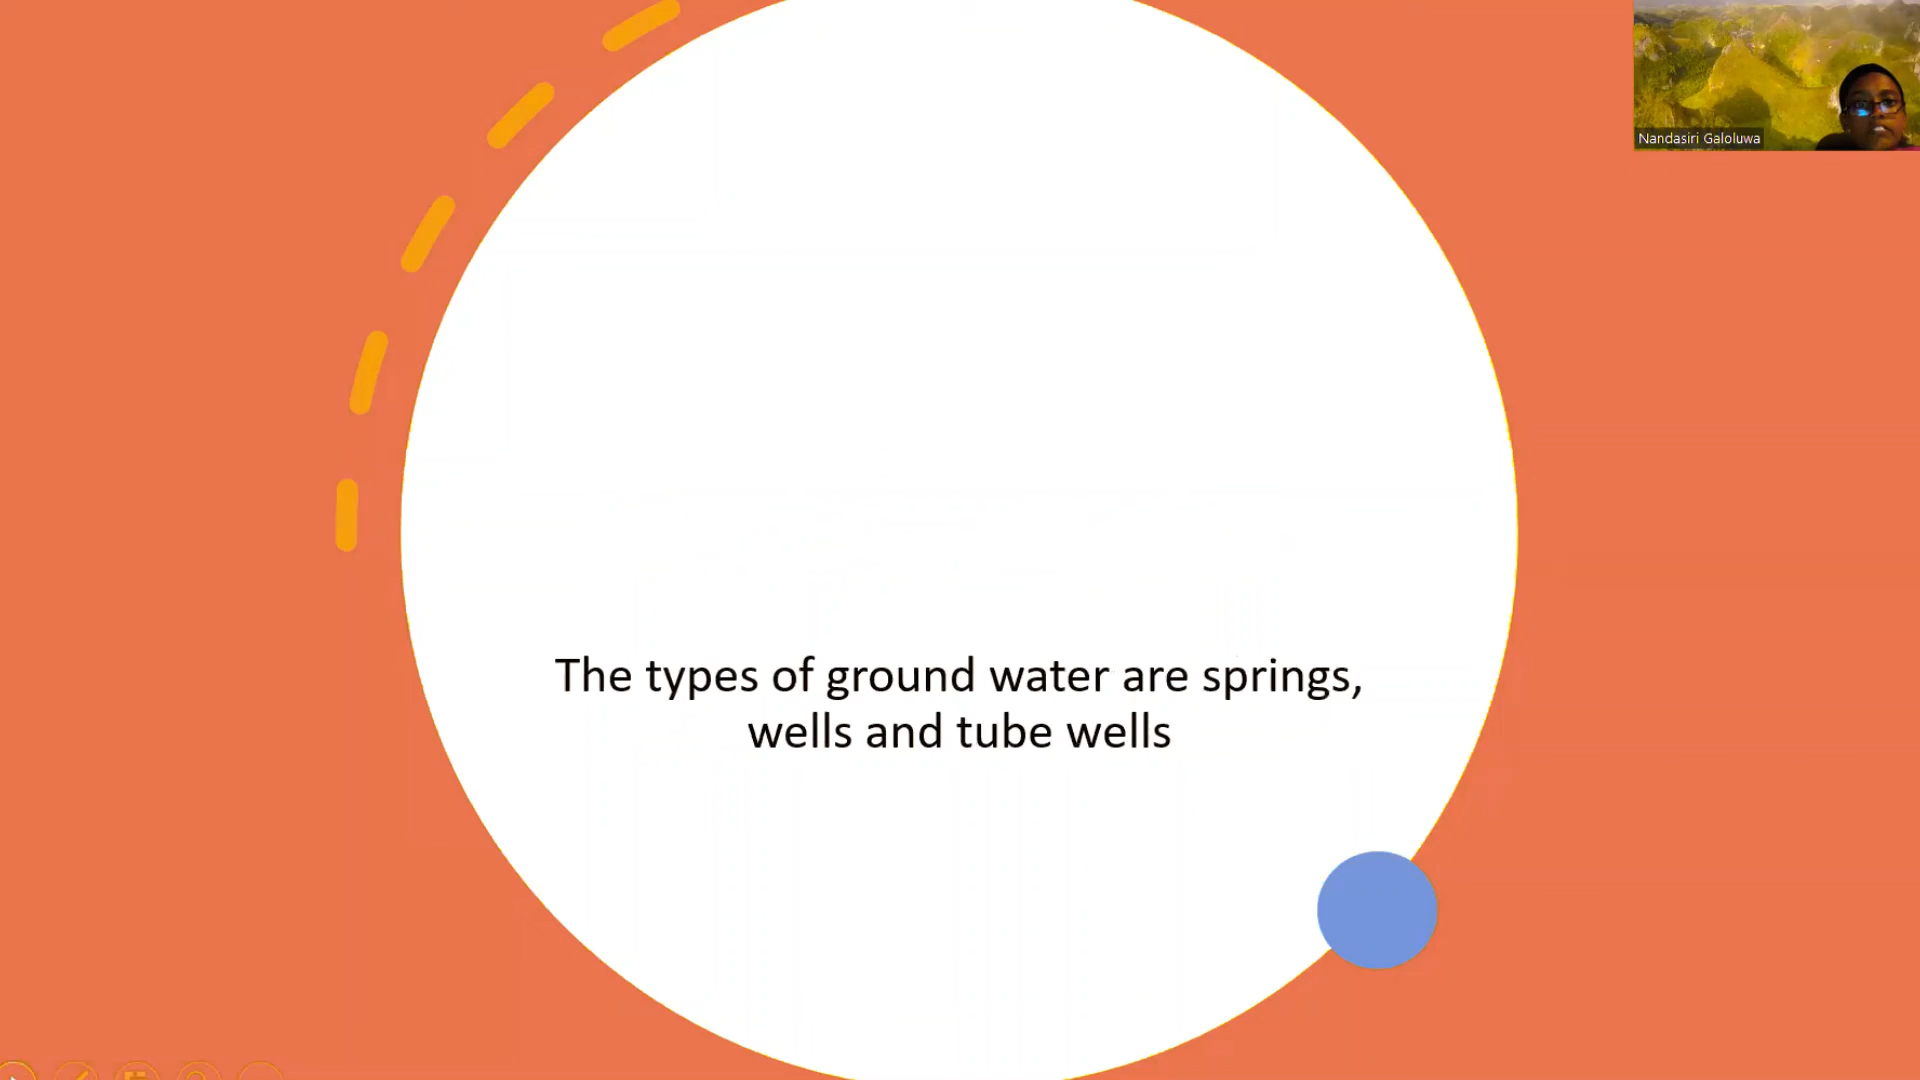 Nandasiri Galoluwa
The types of ground water are springs,
wells and tube wells